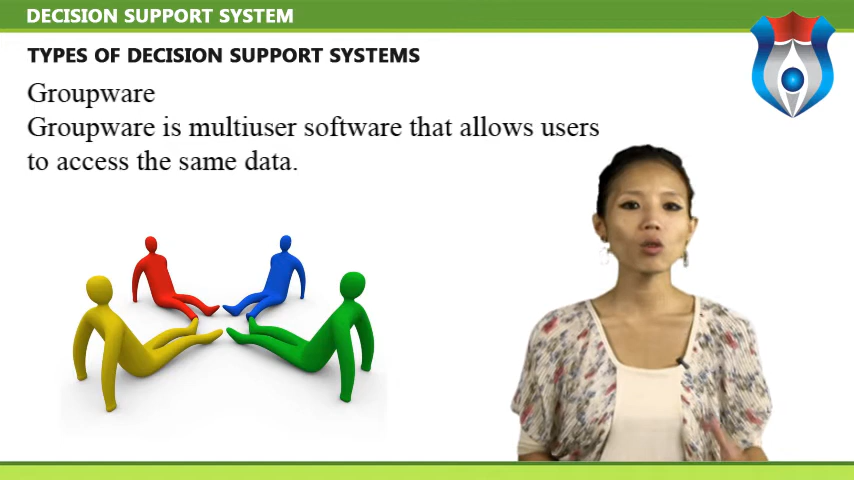 DECISION SUPPORT SYSTEM
TYPES OF DECISION SUPPORT SYSTEMS
Groupware
Groupware is multiuser software that allows users
to access the same data.